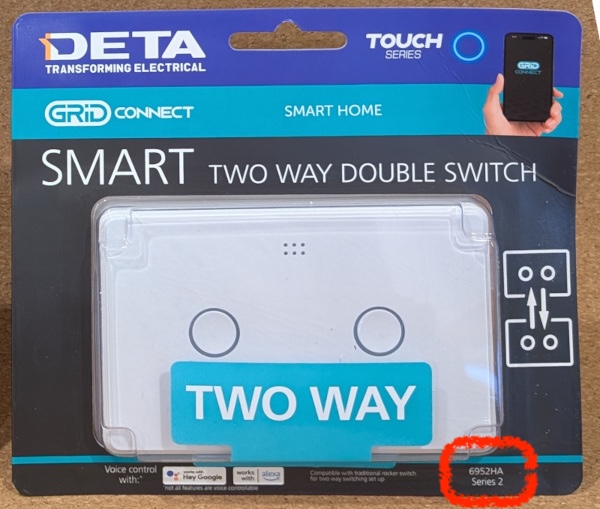 DETA
TRANSFORMING ELECTRICAL
TOUCH
SERIES
GRiD
CONNECT
GRiD CONNECT
SMART HOME
SMART TWO WAY DOUBLE SWITCH
TWO WAY
Voice control
with:*
works with
Hey Google
works
with
alexa
*not all features are voice controllable
Compatible with traditional rocker switch
for two way switching set up
6952HA
Series 2